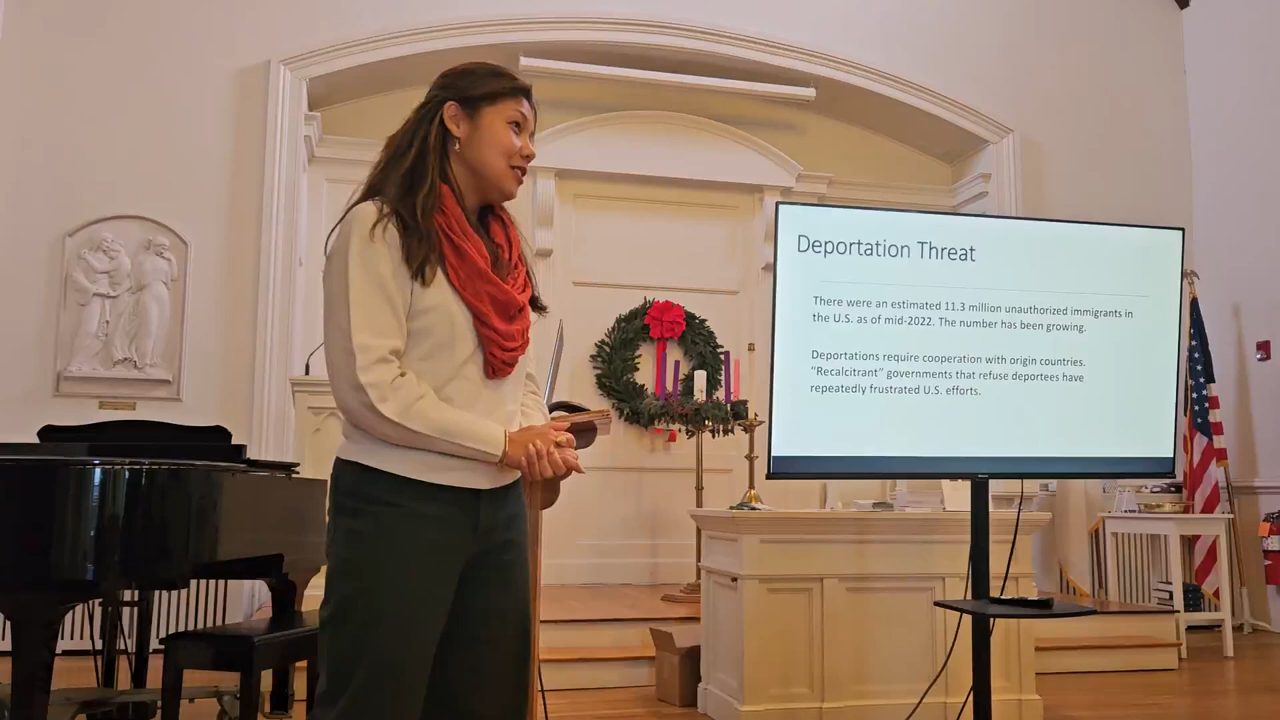 Deportation Threat
There were an estimated 11.3 million unauthorized immigrants in
the U.S. as of mid-2022. The number has been growing.
Deportations require cooperation with origin countries.
“Recalcitrant” governments that refuse deportees have
repeatedly frustrated U.S. efforts.